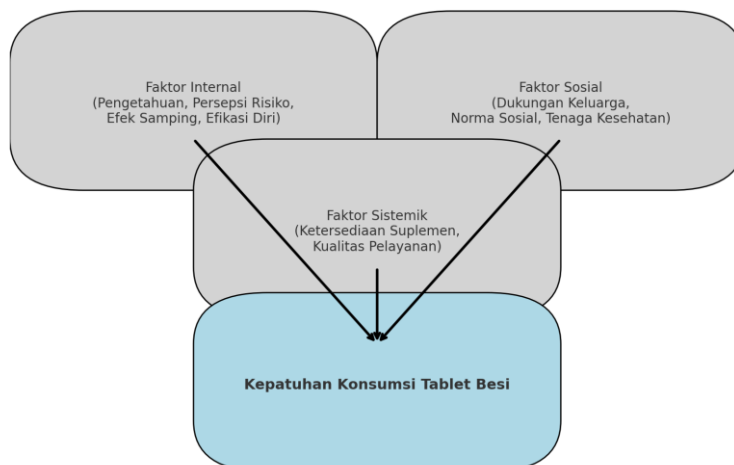 Faktor Internal
(Pengetahuan, Persepsi Risiko,
Efek Samping, Efikasi Diri)
Faktor Sosial
(Dukungan Keluarga,
Norma Sosial, Tenaga Kesehatan)
Faktor Sistemik
(Ketersediaan Suplemen,
Kualitas Pelayanan)
Kepatuhan Konsumsi Tablet Besi